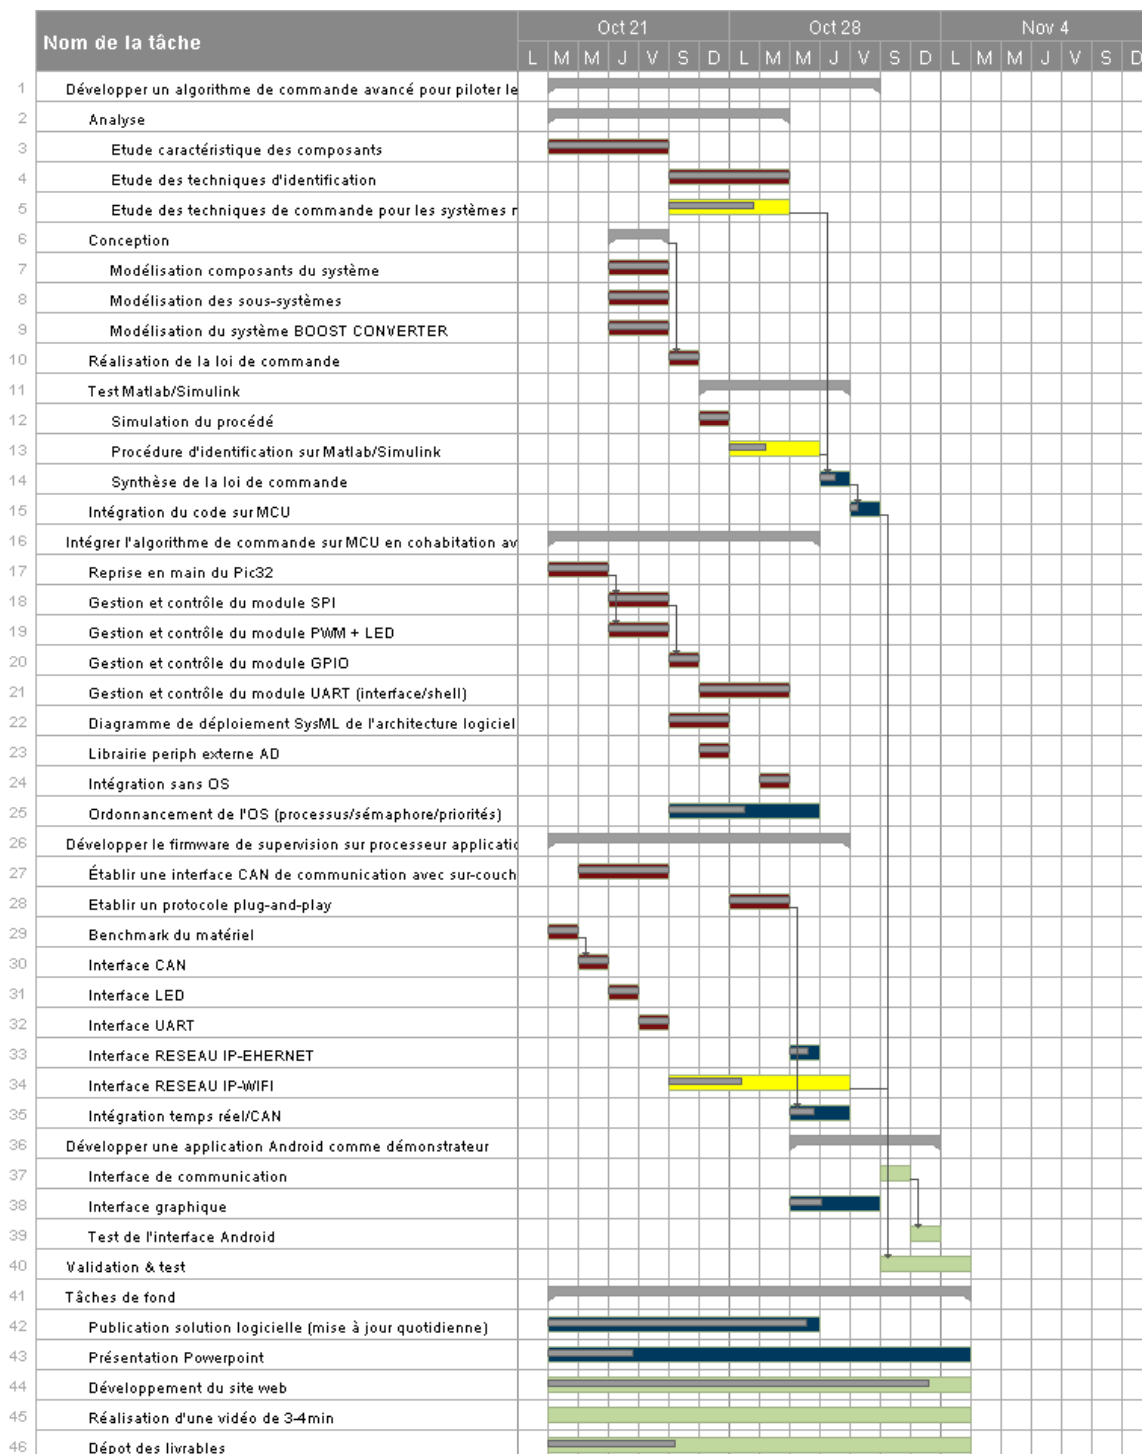 Nom de la tâche
Oct 21 Oct 28 Nov 4
L M M J V S D L M M J V S D L M M J V S D
1 Développer un algorithme de commande avancé pour piloter le
2 Analyse
3 Etude caractéristique des composants
4 Etude des techniques d'identification
5 Etude des techniques de commande pour les systèmes
6 Conception
7 Modélisation composants du système
8 Modélisation des sous-systèmes
9 Modélisation du système BOOST CONVERTER
10 Réalisation de la loi de commande
11 Test Matlab/Simulink
12 Simulation du procédé
13 Procédure d'identification sur Matlab/Simulink
14 Synthèse de la loi de commande
15 Intégration du code sur MCU
16 Intégrer l'algorithme de commande sur MCU en cohabitation av
17 Reprise en main du Pic32
18 Gestion et contrôle du module SPI
19 Gestion et contrôle du module PWM + LED
20 Gestion et contrôle du module GPIO
21 Gestion et contrôle du module UART (interface/shell)
22 Diagramme de déploiement SysML de l'architecture logiciel
23 Librairie periph externe AD
24 Intégration sans OS
25 Ordonnancement de l'OS (processus/sémaphore/priorités)
26 Développer le firmware de supervision sur processeur applicatic
27 Établir une interface CAN de communication avec sur-couch
28 Etablir un protocole plug-and-play
29 Benchmark du matériel
30 Interface CAN
31 Interface LED
32 Interface UART
33 Interface RESEAU IP-EHERNET
34 Interface RESEAU IP-WIFI
35 Intégration temps réel/CAN
36 Développer une application Android comme démonstrateur
37 Interface de communication
38 Interface graphique
39 Test de l'interface Android
40 Validation & test
41 Tâches de fond
42 Publication solution logicielle (mise à jour quotidienne)
43 Présentation Powerpoint
44 Développement du site web
45 Réalisation d'une vidéo de 3-4min
46 Dépot des livrables